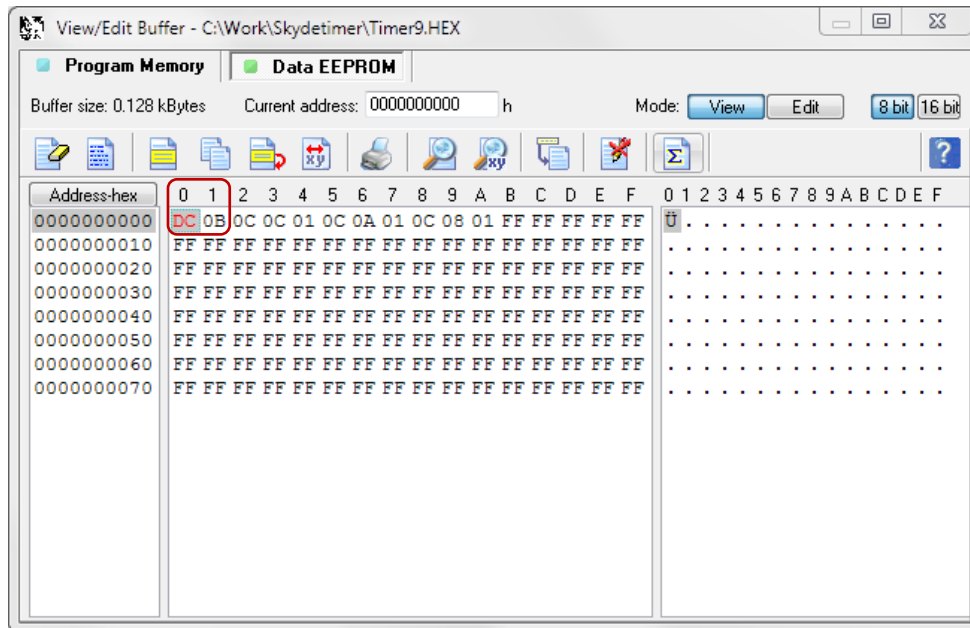 View/Edit Buffer - C:\Work\Skydetimer\Timer9.HEX
Program Memory Data EEPROM
Buffer size: 0.128 kBytes Current address: 0000000000 h Mode: View Edit 8 bit 16 bit
xy xy Σ ?
Address-hex 0 1 2 3 4 5 6 7 8 9 A B C D E F 0 1 2 3 4 5 6 7 8 9 A B C D E F
0000000000 DC 0B 0C 0C 01 0C 0A 01 0C 08 01 FF FF FF FF FF Ü . . . . . . . . . . . . . . .
0000000010 FF FF FF FF FF FF FF FF FF FF FF FF FF FF FF FF . . . . . . . . . . . . . . . .
0000000020 FF FF FF FF FF FF FF FF FF FF FF FF FF FF FF FF . . . . . . . . . . . . . . . .
0000000030 FF FF FF FF FF FF FF FF FF FF FF FF FF FF FF FF . . . . . . . . . . . . . . . .
0000000040 FF FF FF FF FF FF FF FF FF FF FF FF FF FF FF FF . . . . . . . . . . . . . . . .
0000000050 FF FF FF FF FF FF FF FF FF FF FF FF FF FF FF FF . . . . . . . . . . . . . . . .
0000000060 FF FF FF FF FF FF FF FF FF FF FF FF FF FF FF FF . . . . . . . . . . . . . . . .
0000000070 FF FF FF FF FF FF FF FF FF FF FF FF FF FF FF FF . . . . . . . . . . . . . . . .